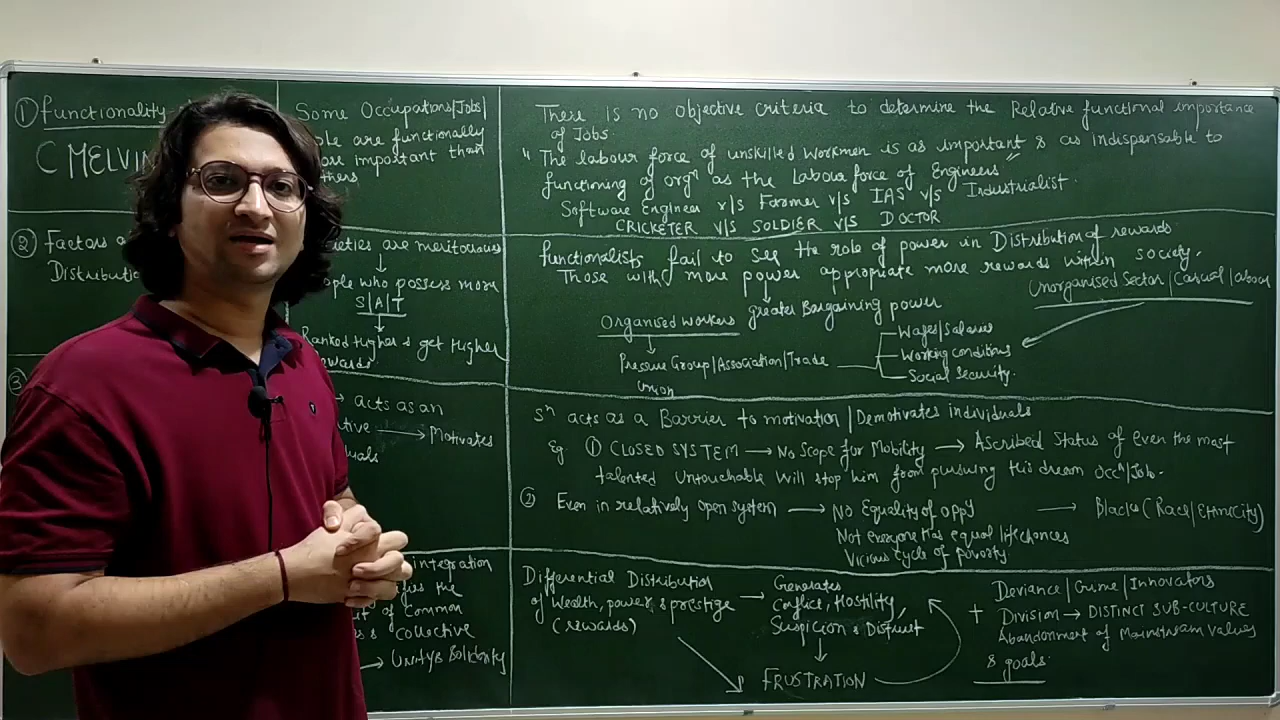 ① functionality
C MELVIN
Some Occupations/Jobs/
are functionally
important than
There is no objective criteria to determine the Relative functional importance
of Jobs.
" The labour force of unskilled workmen is as important & as indispensable to
functioning of orgⁿ as the Labour force of Engineers "
Software Engineer v/s Farmer v/s IAS v/s Industrialist.
CRICKETER v/s SOLDIER v/s DOCTOR
② factors
Distributio
ieties are meritorious
ople who possess more
S/A/T
Ranked Higher & get Higher
wards
functionalists fail to see the role of power in Distribution of rewards.
Those with more power appropiate more rewards within society.
greater Bargaining power
Unorganised Sector/Casual/labour
Organised workers
Pressure Group/Association/Trade
Union
Wages/Salaries
Working conditions
Social Security.
③
→ acts as an
tive → Motivates
uals
Sⁿ acts as a Barrier to motivation/Demotivates individuals
Eg ① CLOSED SYSTEM → No Scope for Mobility → Ascribed Status of even the most
talented Untouchable will stop him from pursuing his dream occⁿ/Job.
② Even in relatively open system → No Equality of oppy → Blacks (Race/Ethnicity)
Not everyone has equal lifechances
Vicious cycle of poverty.
integration
the
of Common
& collective
→ Unity & Solidarity
Differential Distribution
of Wealth, power & prestige
(rewards)
→ Generates
Conflict, Hostility,
Suspicion & Distrust
FRUSTRATION
+ Deviance/Crime/Innovators
Division → DISTINCT SUB-CULTURE
Abandonment of Mainstream values
& goals.